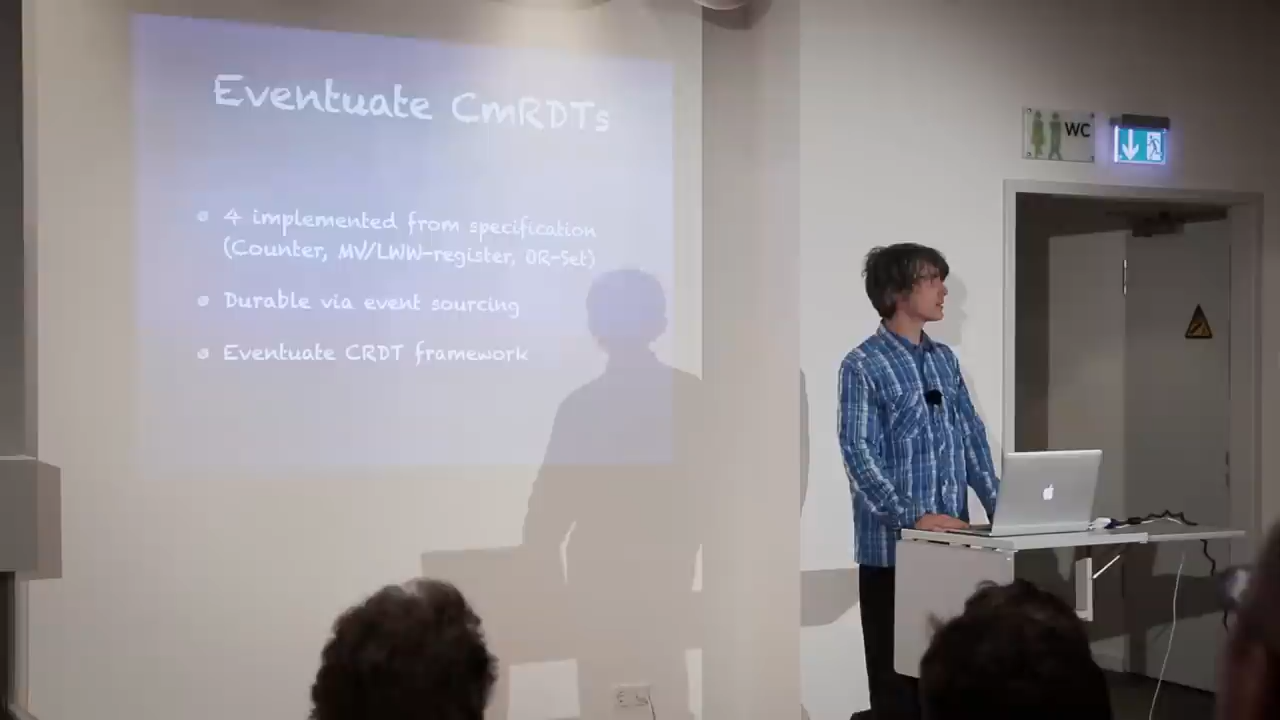 Eventuate CmRDTs
4 implemented from specification
(Counter, MV/LWW-register, OR-Set)
Durable via event sourcing
Eventuate CRDT framework
WC